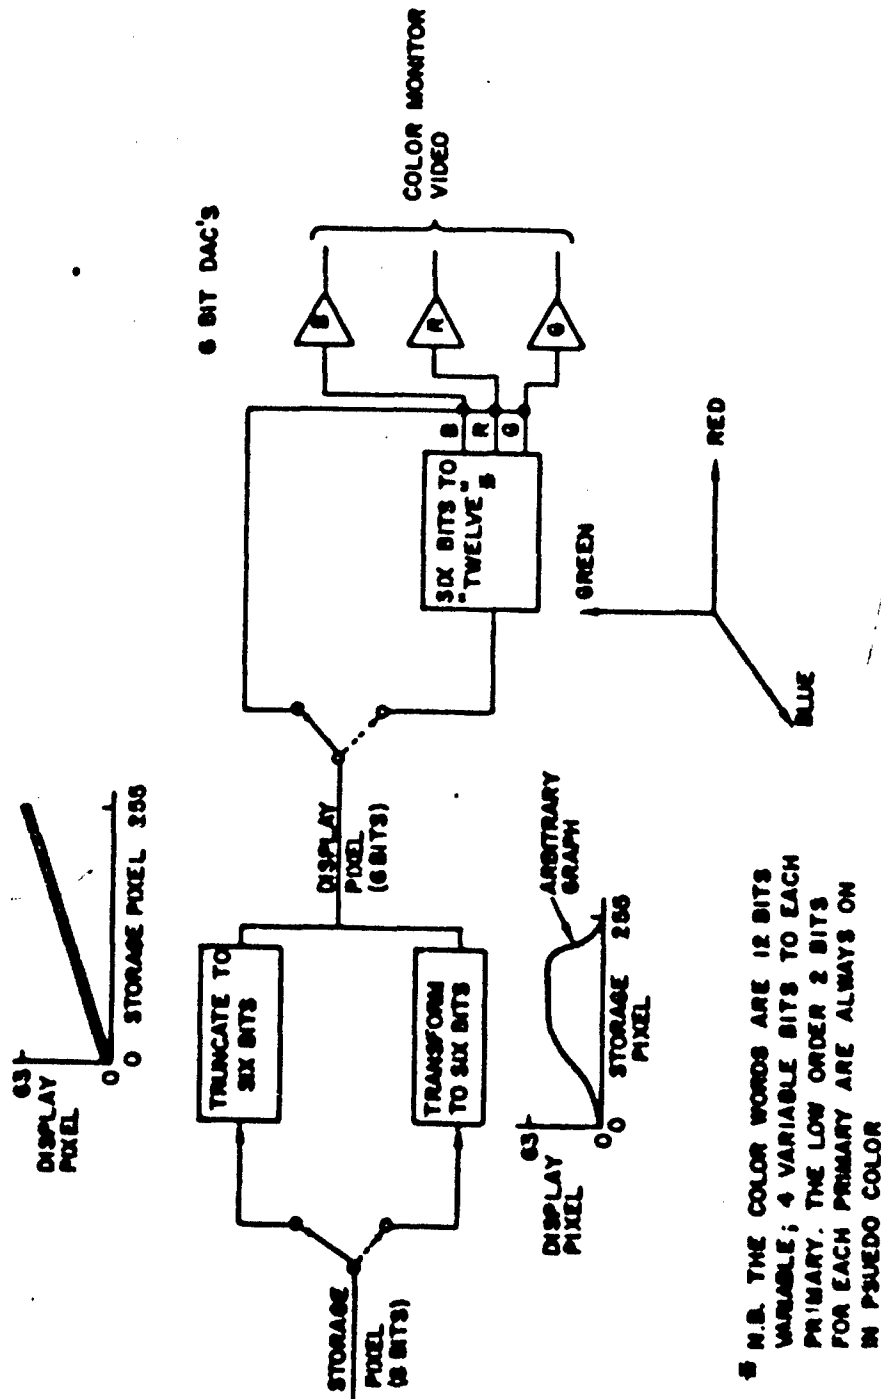 63
DISPLAY
PIXEL
0
0 STORAGE PIXEL 255
STORAGE
PIXEL
(8 BITS)
TRUNCATE TO
SIX BITS
TRANSFORM
TO SIX BITS
DISPLAY
PIXEL
(6 BITS)
63
DISPLAY
PIXEL
0
0
STORAGE 255
PIXEL
ARBITRARY
GRAPH
SIX BITS TO
"TWELVE"
B
R
G
6 BIT DAC'S
B
R
G
COLOR MONITOR
VIDEO
GREEN
RED
BLUE
N.B. THE COLOR WORDS ARE 12 BITS
VARIABLE; 4 VARIABLE BITS TO EACH
PRIMARY. THE LOW ORDER 2 BITS
FOR EACH PRIMARY ARE ALWAYS ON
IN PSUEDO COLOR